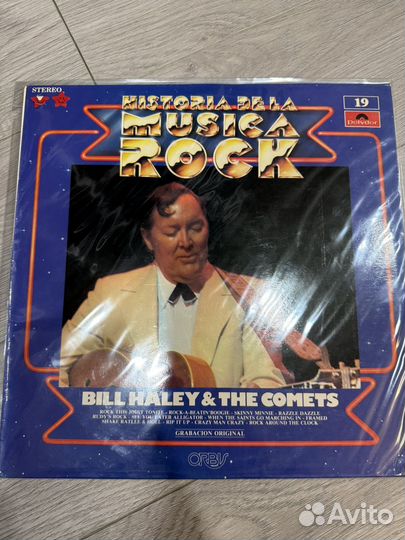 STEREO
HISTORIA DE LA
MUSICA
ROCK
19
Polydor
BILL HALEY & THE COMETS
ROCK THIS JOINT TONITE - ROCK-A-BEATIN'BOUGH - SKINNY MINNIE - RAZZLE DAZZLE
RUDY'S ROCK - SEE YOU LATER ALLIGATOR - WHEN THE SAINTS GO MARCHING IN - FRAMED
SHAKE RATLLE & ROLL - RIP IT UP - CRAZY MAN CRAZY - ROCK AROUND THE CLOCK
GRABACION ORIGINAL
ORBIS
Avito